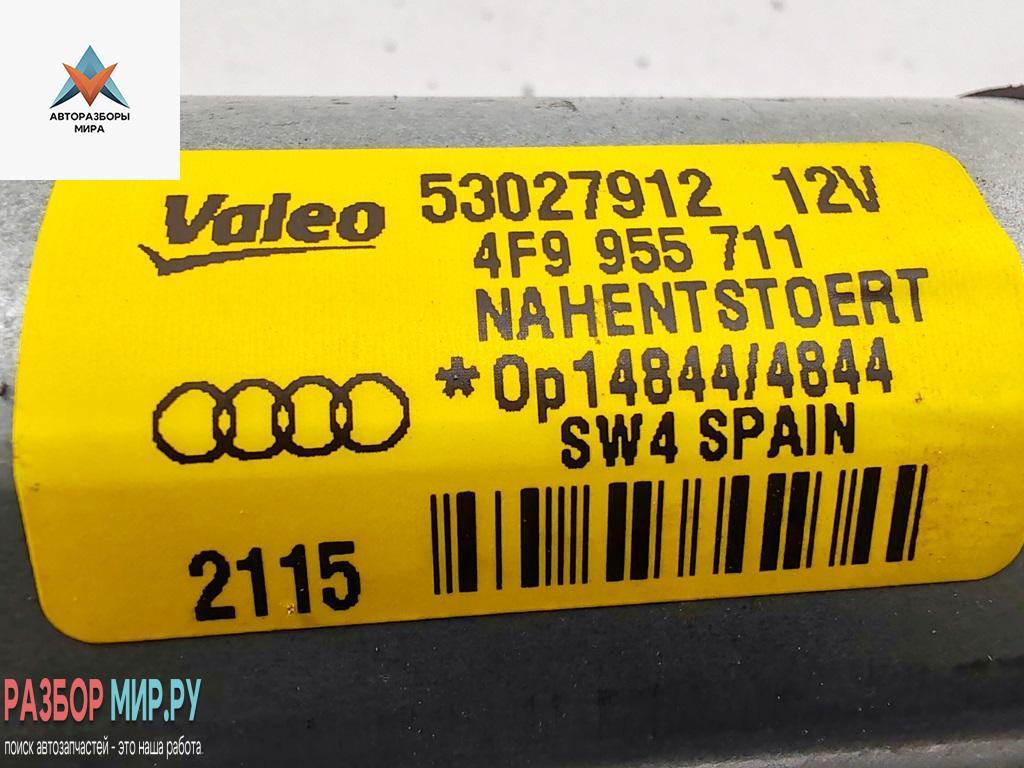 АВТОРАЗБОРЫ
МИРА
Valeo 53027912 12V
4F9 955 711
NAHENTSTOERT
*Op14844/4844
SW4 SPAIN
2115
РАЗБОР МИР.РУ
поиск автозапчастей - это наша работа.